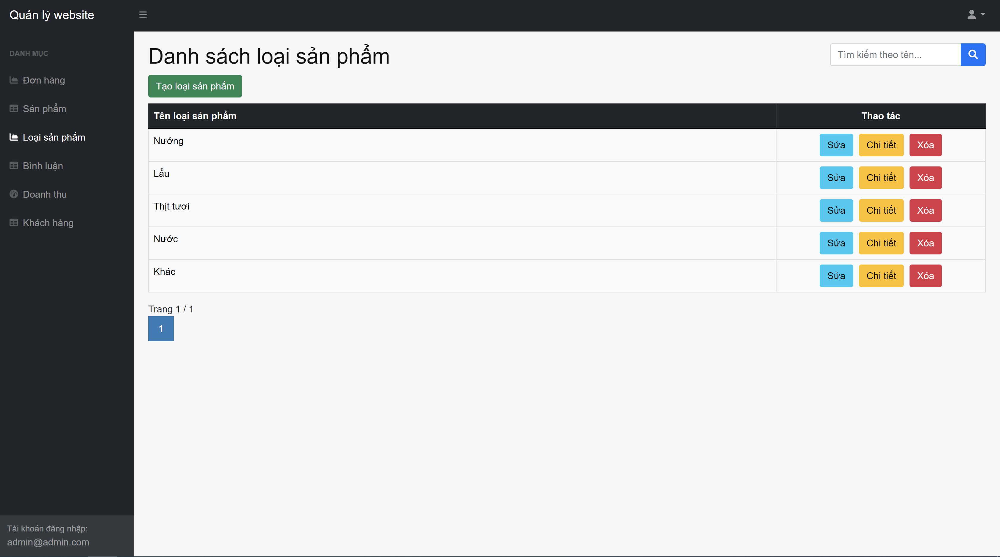 Quản lý website
DANH MỤC
Đơn hàng
Sản phẩm
Loại sản phẩm
Bình luận
Doanh thu
Khách hàng
Tài khoản đăng nhập:
admin@admin.com
Danh sách loại sản phẩm
Tìm kiếm theo tên...
Tạo loại sản phẩm
Tên loại sản phẩm Thao tác
Nướng Sửa Chi tiết Xóa
Lẩu Sửa Chi tiết Xóa
Thịt tươi Sửa Chi tiết Xóa
Nước Sửa Chi tiết Xóa
Khác Sửa Chi tiết Xóa
Trang 1 / 1
1